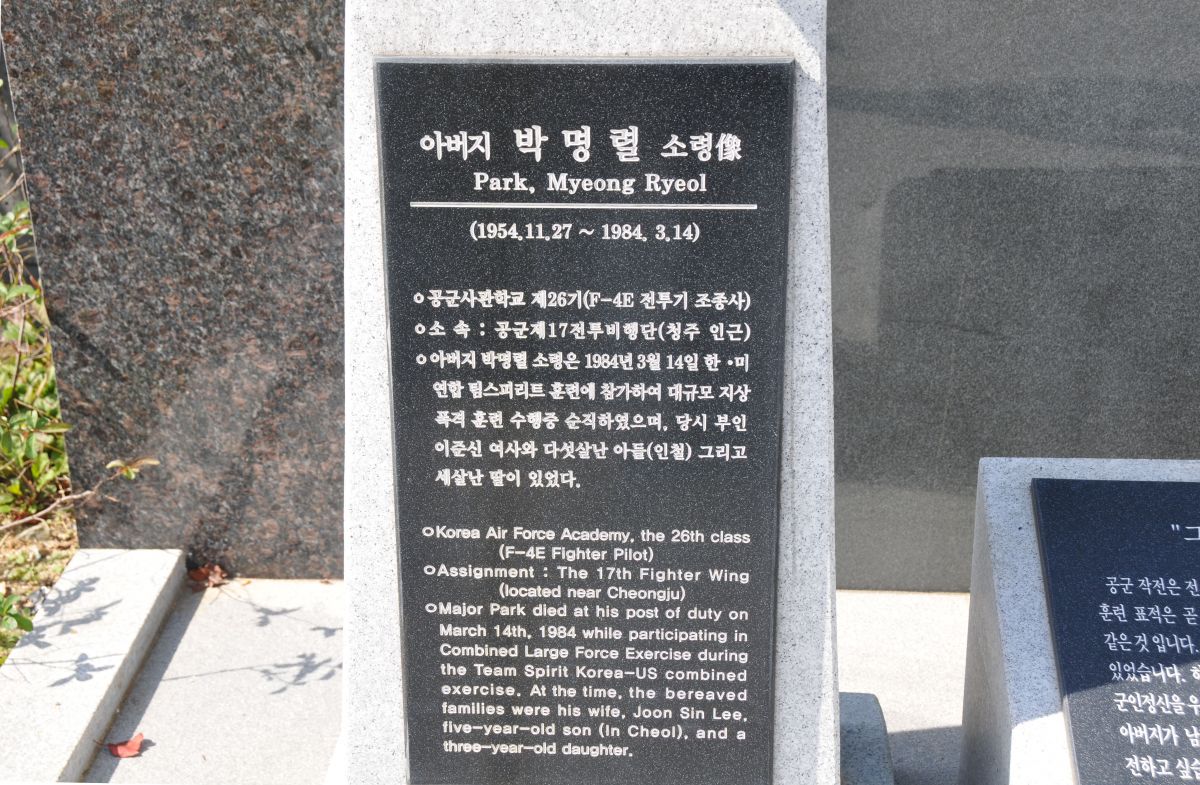 아버지 박 명 렬 소령像
Park, Myeong Ryeol
(1954.11.27 ~ 1984. 3.14)
공군사관학교 제26기(F-4E 전투기 조종사)
소 속 : 공군제17전투비행단(청주 인근)
아버지 박명렬 소령은 1984년 3월 14일 한·미
연합 팀스피리트 훈련에 참가하여 대규모 지상
폭격 훈련 수행중 순직하였으며, 당시 부인
이준신 여사와 다섯살난 아들(인철) 그리고
세살난 딸이 있었다.
Korea Air Force Academy, the 26th class
(F-4E Fighter Pilot)
Assignment : The 17th Fighter Wing
(located near Cheongju)
Major Park died at his post of duty on
March 14th, 1984 while participating in
Combined Large Force Exercise during
the Team Spirit Korea-US combined
exercise. At the time, the bereaved
families were his wife, Joon Sin Lee,
five-year-old son (In Cheol), and a
three-year-old daughter.
"그
공군 작전은 전
훈련 표적은 곧
같은 것 입니다.
있었습니다. 하
군인정신을 우
아버지가 남
전하고 싶습